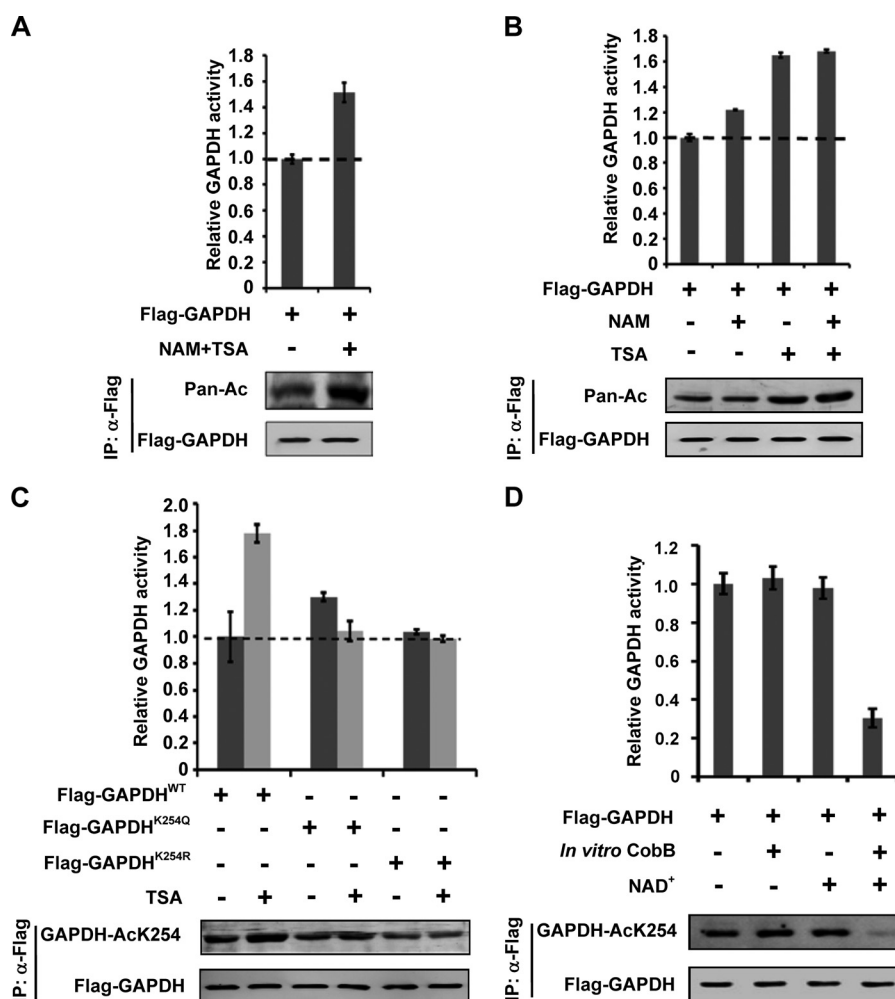 A
Relative GAPDH activity
1.8
1.6
1.4
1.2
1.0
0.8
0.6
0.4
0.2
0
Flag-GAPDH + +
NAM+TSA - +
IP: α-Flag
Pan-Ac
Flag-GAPDH
B
Relative GAPDH activity
1.8
1.6
1.4
1.2
1.0
0.8
0.6
0.4
0.2
0
Flag-GAPDH + + + +
NAM - + - +
TSA - - + +
IP: α-Flag
Pan-Ac
Flag-GAPDH
C
Relative GAPDH activity
2.0
1.8
1.6
1.4
1.2
1.0
0.8
0.6
0.4
0.2
0
Flag-GAPDH^WT + + - - - -
Flag-GAPDH^K254Q - - + + - -
Flag-GAPDH^K254R - - - - + +
TSA - + - + - +
P: α-Flag
GAPDH-AcK254
Flag-GAPDH
D
Relative GAPDH activity
1.2
1.0
0.8
0.6
0.4
0.2
0
Flag-GAPDH + + + +
In vitro CobB - + - +
NAD⁺ - - + +
IP: α-Flag
GAPDH-AcK254
Flag-GAPDH